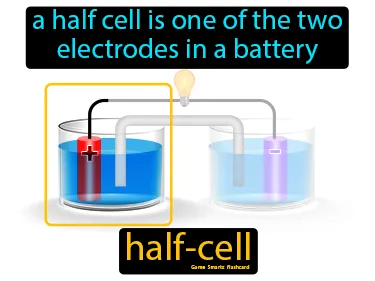 a half cell is one of the two
electrodes in a battery
+
-
half-cell
Game Smartz Flashcard